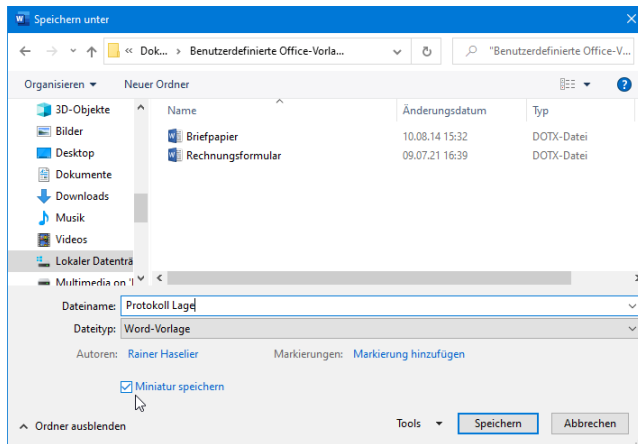 Speichern unter
« Dok... › Benutzerdefinierte Office-Vorla...
"Benutzerdefinierte Office-V...
Organisieren
Neuer Ordner
3D-Objekte
Bilder
Desktop
Dokumente
Downloads
Musik
Videos
Lokaler Datenträ
Multimedia on
Name Änderungsdatum Typ
Briefpapier 10.08.14 15:32 DOTX-Datei
Rechnungsformular 09.07.21 16:39 DOTX-Datei
Dateiname: Protokoll Lage
Dateityp: Word-Vorlage
Autoren: Rainer Haselier Markierungen: Markierung hinzufügen
Miniatur speichern
Ordner ausblenden Tools Speichern Abbrechen